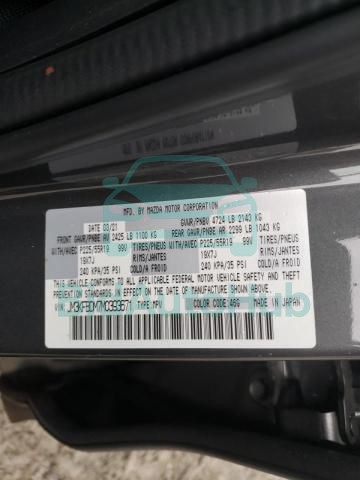 MFD. BY MAZDA MOTOR CORPORATION
DATE 03/21 GVWR/PNBV 4724 LB 2143 KG
FRONT GAWR/PNBE AV 2425 LB 1100 KG REAR GAWR/PNBE AR 2299 LB 1043 KG
WITH/AVEC P225/55R19 99V TIRES/PNEUS WITH/AVEC P225/55R19 99V TIRES/PNEUS
19X7J RIMS/JANTES 19X7J RIMS/JANTES
240 KPA/35 PSI COLD/A FROID 240 KPA/35 PSI COLD/A FROID
THIS VEHICLE CONFORMS TO ALL APPLICABLE FEDERAL MOTOR VEHICLE SAFETY
BUMPER AND THEFT PREVENTION STANDARDS IN
EFFECT ON THE DATE OF MANUFACTURE SHOWN ABOVE.
VIN: TYPE:MPV COLOR CODE:46G MADE IN JAPAN